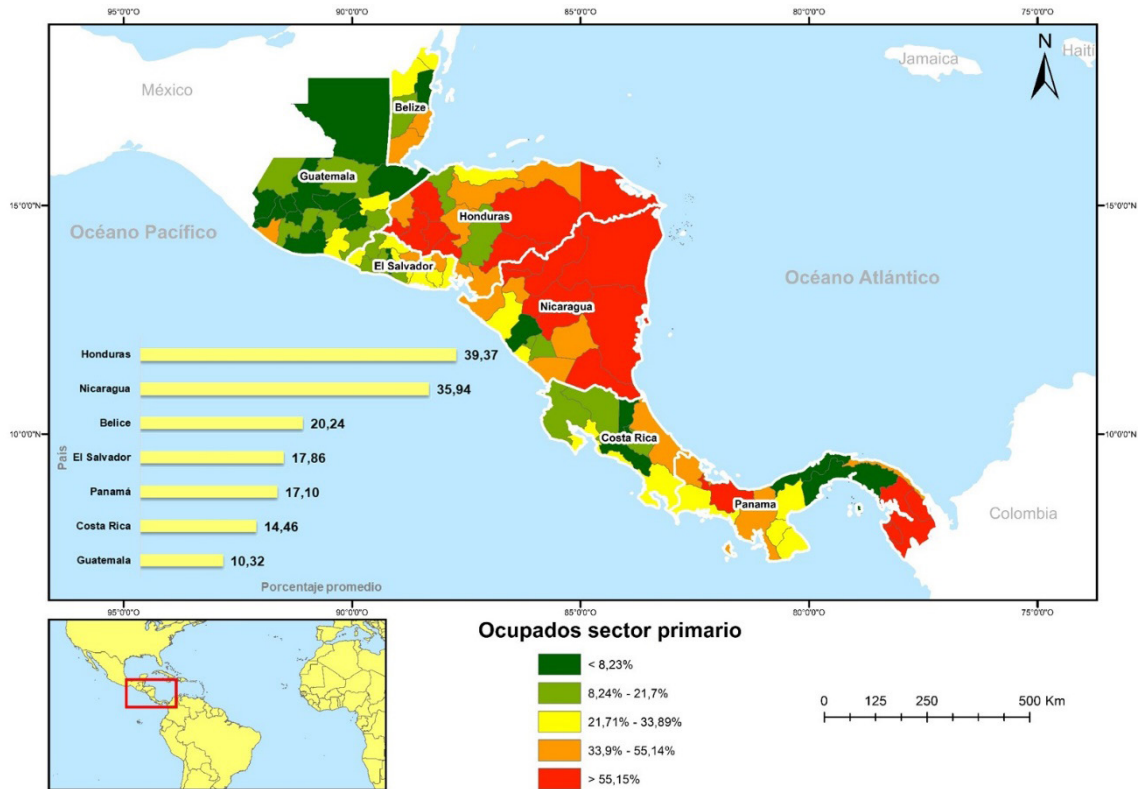 95°0'0"O 90°0'0"O 85°0'0"O 80°0'0"O 75°0'0"O
N
México
Jamaica
Haiti
Belize
Guatemala
15°0'0"N
15°0'0"N
Honduras
Océano Pacífico
El Salvador
Océano Atlántico
Nicaragua
Honduras 39,37
Nicaragua 35,94
Belice 20,24
El Salvador 17,86
Panamá 17,10
Costa Rica 14,46
Guatemala 10,32
País
Porcentaje promedio
10°0'0"N
10°0'0"N
Costa Rica
Panama
Colombia
95°0'0"O 90°0'0"O 85°0'0"O 80°0'0"O 75°0'0"O
Ocupados sector primario
< 8,23%
8,24% - 21,7%
21,71% - 33,89%
33,9% - 55,14%
> 55,15%
0 125 250 500 Km